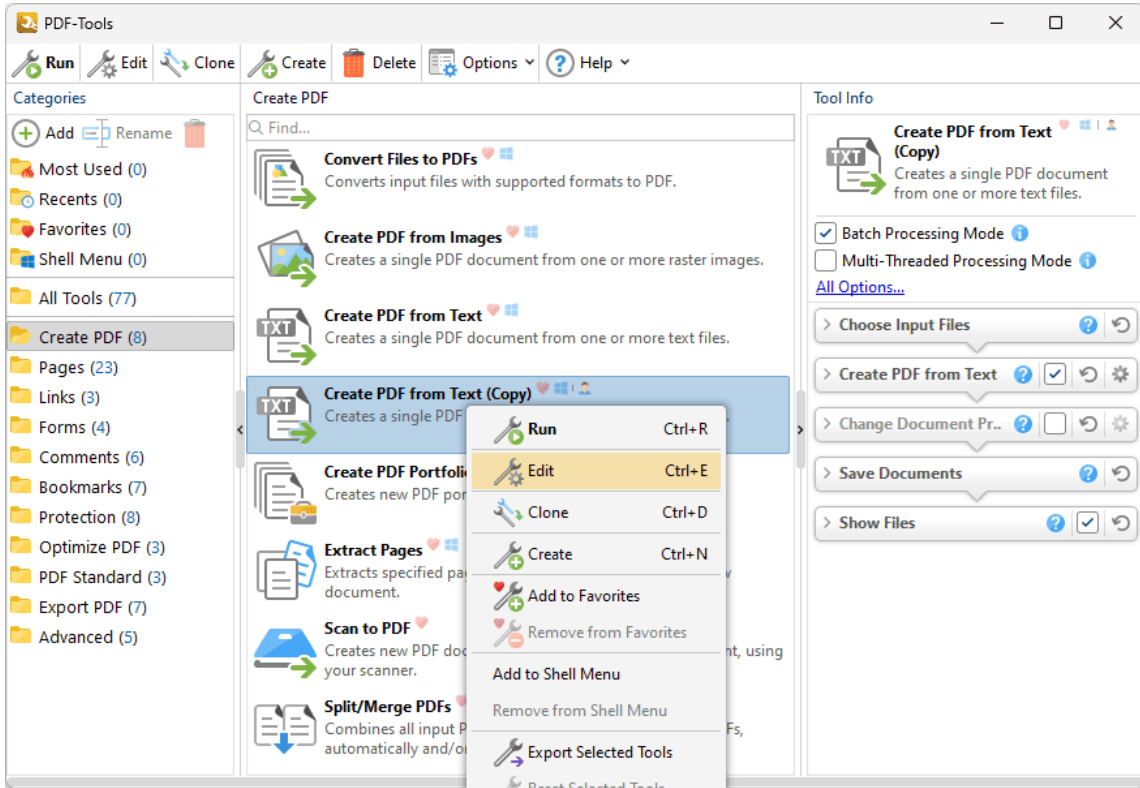 PDF-Tools
Run Edit Clone Create Delete Options Help
Categories
Add Rename
Most Used (0)
Recents (0)
Favorites (0)
Shell Menu (0)
All Tools (77)
Create PDF (8)
Pages (23)
Links (3)
Forms (4)
Comments (6)
Bookmarks (7)
Protection (8)
Optimize PDF (3)
PDF Standard (3)
Export PDF (7)
Advanced (5)
Create PDF
Find...
Convert Files to PDFs
Converts input files with supported formats to PDF.
Create PDF from Images
Creates a single PDF document from one or more raster images.
TXT
Create PDF from Text
Creates a single PDF document from one or more text files.
TXT
Create PDF from Text (Copy)
Creates a single PDF
Create PDF Portfoli
Creates new PDF por
Extract Pages
Extracts specified pa
document.
Scan to PDF
Creates new PDF doc nt, using
your scanner.
Split/Merge PDFs
Combines all input P Fs,
automatically and/o
Run Ctrl+R
Edit Ctrl+E
Clone Ctrl+D
Create Ctrl+N
Add to Favorites
Remove from Favorites
Add to Shell Menu
Remove from Shell Menu
Export Selected Tools
Reset Selected Tools
Tool Info
TXT
Create PDF from Text
(Copy)
Creates a single PDF document
from one or more text files.
Batch Processing Mode
Multi-Threaded Processing Mode
All Options...
Choose Input Files
Create PDF from Text
Change Document Pr..
Save Documents
Show Files